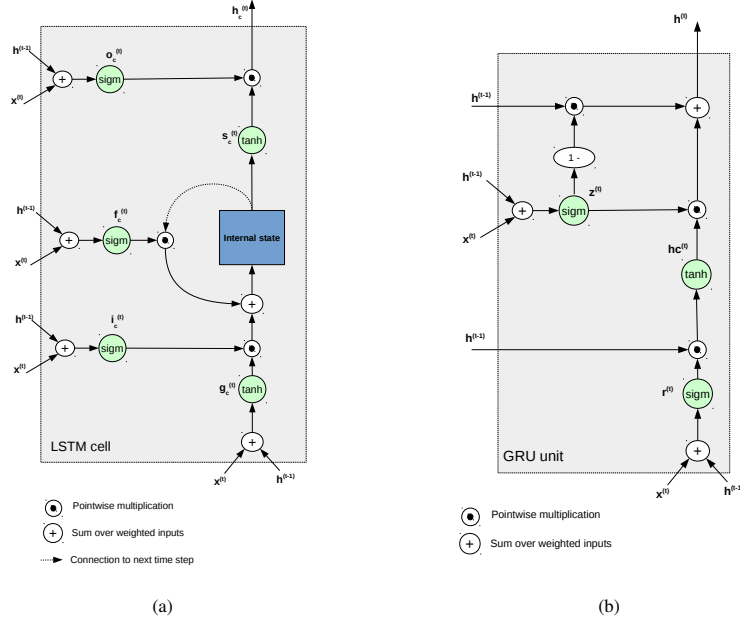 h_c^(t)
h^(t-1)
x^(t)
o_c^(t)
sigm
s_c^(t)
tanh
h^(t-1)
x^(t)
f_c^(t)
sigm
Internal state
h^(t-1)
x^(t)
i_c^(t)
sigm
g_c^(t)
tanh
LSTM cell
x^(t)
h^(t-1)
Pointwise multiplication
Sum over weighted inputs
Connection to next time step
(a)
h^(t)
h^(t-1)
1 -
h^(t-1)
x^(t)
z^(t)
sigm
hc^(t)
tanh
h^(t-1)
r^(t)
sigm
GRU unit
x^(t)
h^(t-1)
Pointwise multiplication
Sum over weighted inputs
(b)